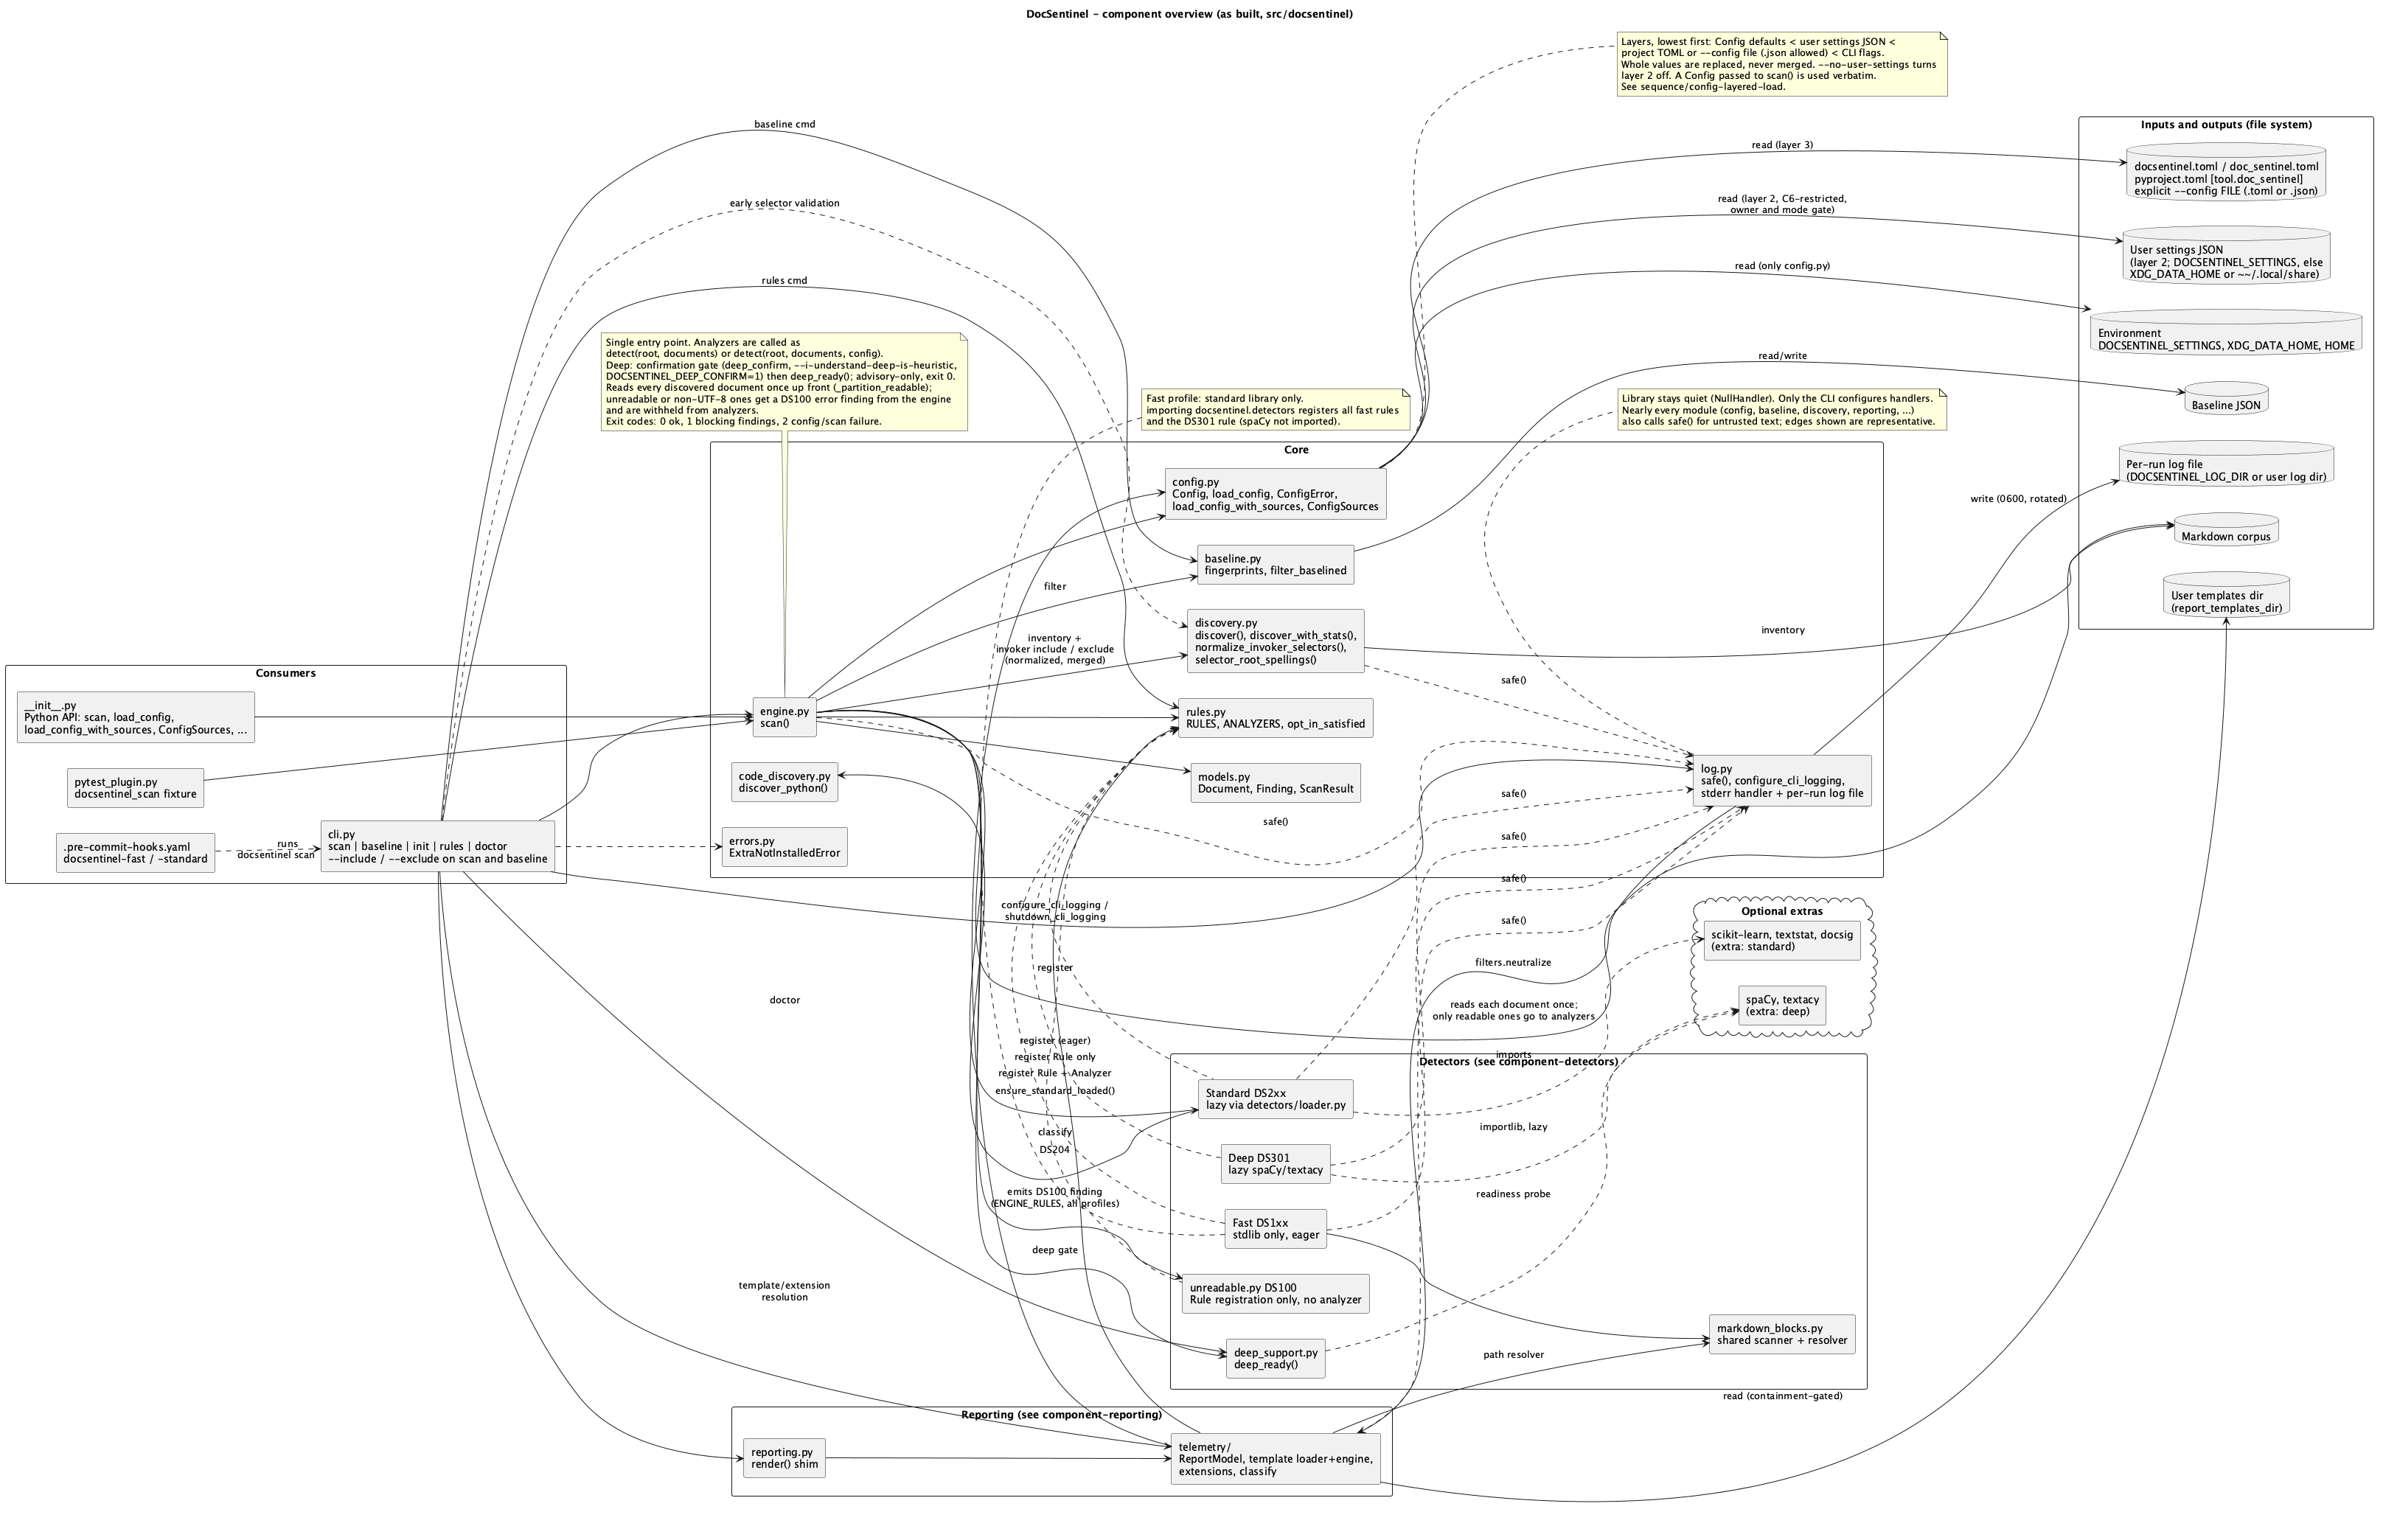 DocSentinel - component overview (as built, src/docsentinel)
Layers, lowest first: Config defaults < user settings JSON <
project TOML or --config file (.json allowed) < CLI flags.
Whole values are replaced, never merged. --no-user-settings turns
layer 2 off. A Config passed to scan() is used verbatim.
See sequence/config-layered-load.
Inputs and outputs (file system)
docsentinel.toml / doc_sentinel.toml
pyproject.toml [tool.doc_sentinel]
explicit --config FILE (.toml or .json)
User settings JSON
(layer 2; DOCSENTINEL_SETTINGS, else
XDG_DATA_HOME or ~~/.local/share)
Environment
DOCSENTINEL_SETTINGS, XDG_DATA_HOME, HOME
Baseline JSON
Per-run log file
(DOCSENTINEL_LOG_DIR or user log dir)
Markdown corpus
User templates dir
(report_templates_dir)
baseline cmd
early selector validation
rules cmd
read (layer 3)
read (layer 2, C6-restricted,
owner and mode gate)
read (only config.py)
read/write
write (0600, rotated)
inventory
Single entry point. Analyzers are called as
detect(root, documents) or detect(root, documents, config).
Deep: confirmation gate (deep_confirm, --i-understand-deep-is-heuristic,
DOCSENTINEL_DEEP_CONFIRM=1) then deep_ready(); advisory-only, exit 0.
Reads every discovered document once up front (_partition_readable);
unreadable or non-UTF-8 ones get a DS100 error finding from the engine
and are withheld from analyzers.
Exit codes: 0 ok, 1 blocking findings, 2 config/scan failure.
Fast profile: standard library only.
importing docsentinel.detectors registers all fast rules
and the DS301 rule (spaCy not imported).
Library stays quiet (NullHandler). Only the CLI configures handlers.
Nearly every module (config, baseline, discovery, reporting, ...)
also calls safe() for untrusted text; edges shown are representative.
Core
config.py
Config, load_config, ConfigError,
load_config_with_sources, ConfigSources
baseline.py
fingerprints, filter_baselined
filter
discovery.py
discover(), discover_with_stats(),
normalize_invoker_selectors(),
selector_root_spellings()
inventory +
invoker include / exclude
(normalized, merged)
engine.py
scan()
rules.py
RULES, ANALYZERS, opt_in_satisfied
code_discovery.py
discover_python()
models.py
Document, Finding, ScanResult
errors.py
ExtraNotInstalledError
log.py
safe(), configure_cli_logging,
stderr handler + per-run log file
safe()
safe()
safe()
safe()
safe()
safe()
Consumers
__init__.py
Python API: scan, load_config,
load_config_with_sources, ConfigSources, ...
pytest_plugin.py
docsentinel_scan fixture
.pre-commit-hooks.yaml
docsentinel-fast / -standard
runs
docsentinel scan
cli.py
scan | baseline | init | rules | doctor
--include / --exclude on scan and baseline
configure_cli_logging /
shutdown_cli_logging
register
register (eager)
register Rule only
register Rule + Analyzer
ensure_standard_loaded()
classify
DS204
emits DS100 finding
(ENGINE_RULES, all profiles)
deep gate
doctor
template/extension
resolution
filters.neutralize
reads each document once;
only readable ones go to analyzers
imports
importlib, lazy
readiness probe
path resolver
read (containment-gated)
Optional extras
scikit-learn, textstat, docsig
(extra: standard)
spaCy, textacy
(extra: deep)
Detectors (see component-detectors)
Standard DS2xx
lazy via detectors/loader.py
Deep DS301
lazy spaCy/textacy
Fast DS1xx
stdlib only, eager
unreadable.py DS100
Rule registration only, no analyzer
deep_support.py
deep_ready()
markdown_blocks.py
shared scanner + resolver
Reporting (see component-reporting)
reporting.py
render() shim
telemetry/
ReportModel, template loader+engine,
extensions, classify